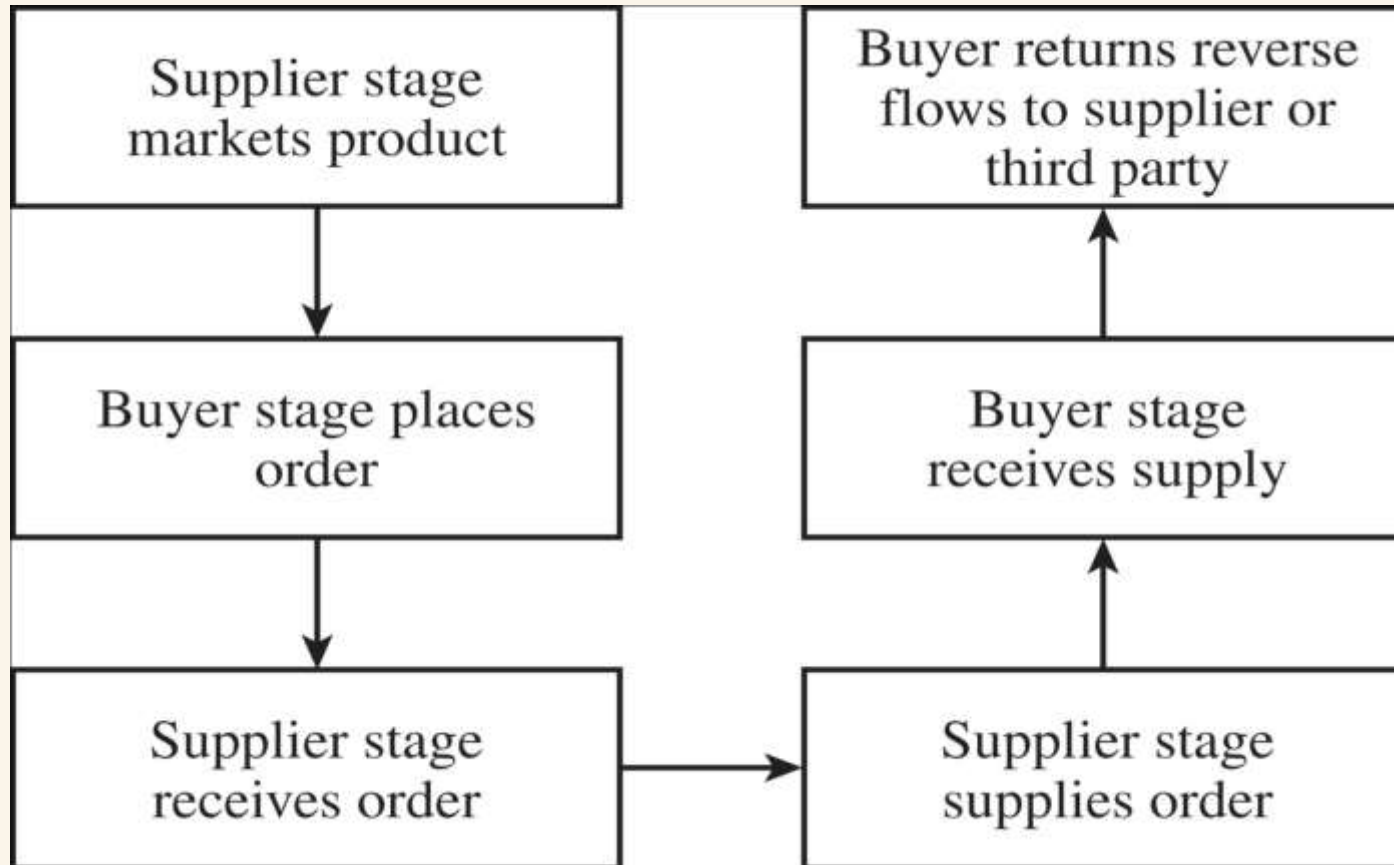 Supplier stage
markets product
Buyer stage places
order
Supplier stage
receives order
Supplier stage
supplies order
Buyer stage
receives supply
Buyer returns reverse
flows to supplier or
third party